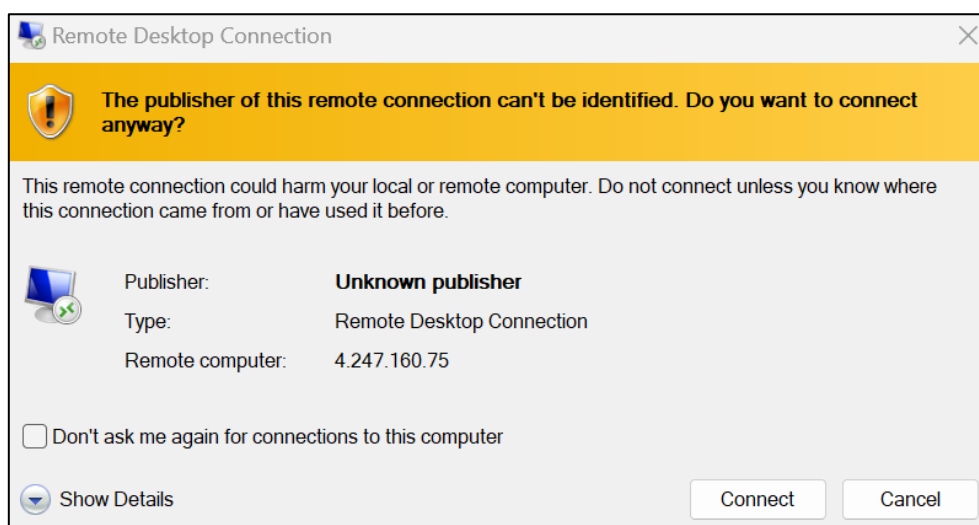 Remote Desktop Connection
The publisher of this remote connection can't be identified. Do you want to connect
anyway?
This remote connection could harm your local or remote computer. Do not connect unless you know where
this connection came from or have used it before.
Publisher: Unknown publisher
Type: Remote Desktop Connection
Remote computer: 4.247.160.75
Don't ask me again for connections to this computer
Show Details Connect Cancel